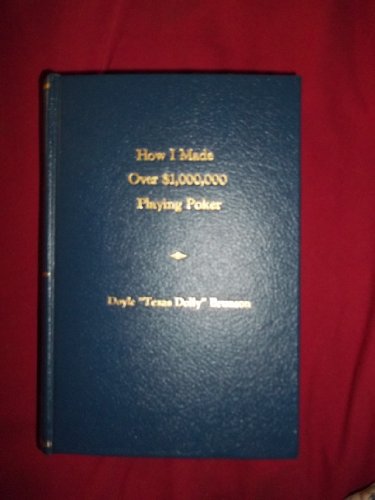 How I Made
Over $1,000,000
Playing Poker
Doyle "Texas Dolly" Brunson